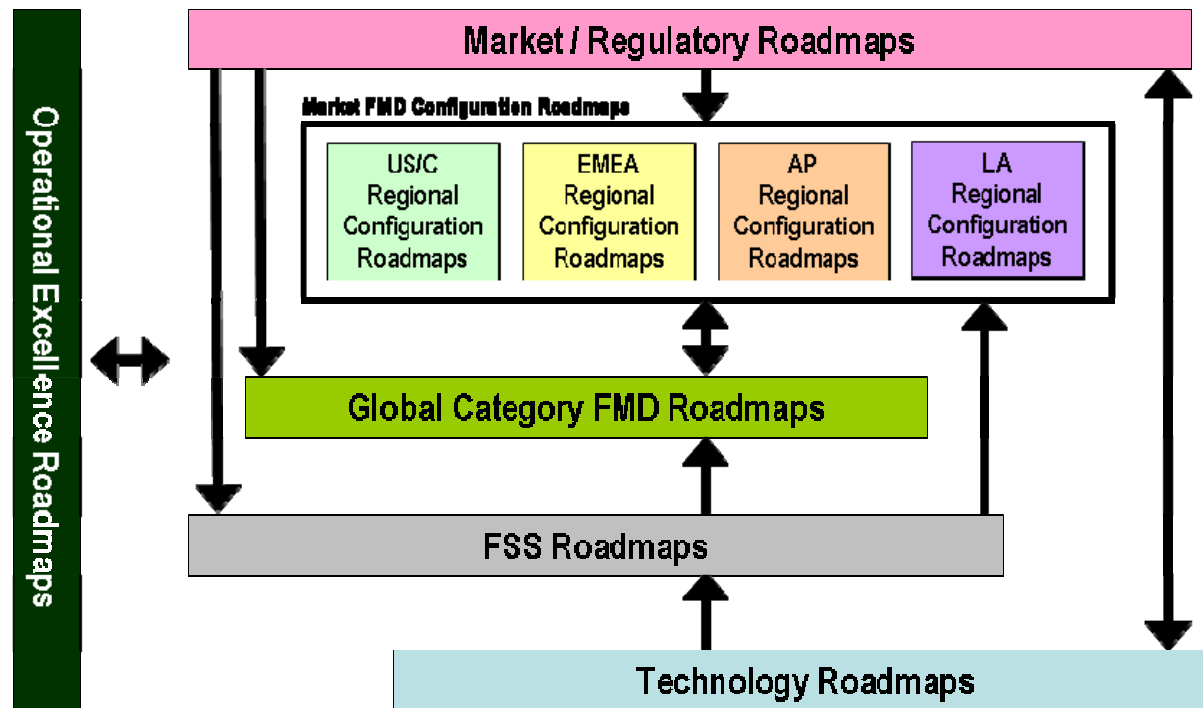 Operational Excellence Roadmaps
Market / Regulatory Roadmaps
Market FMD Configuration Roadmaps
US/C
Regional
Configuration
Roadmaps
EMEA
Regional
Configuration
Roadmaps
AP
Regional
Configuration
Roadmaps
LA
Regional
Configuration
Roadmaps
Global Category FMD Roadmaps
FSS Roadmaps
Technology Roadmaps